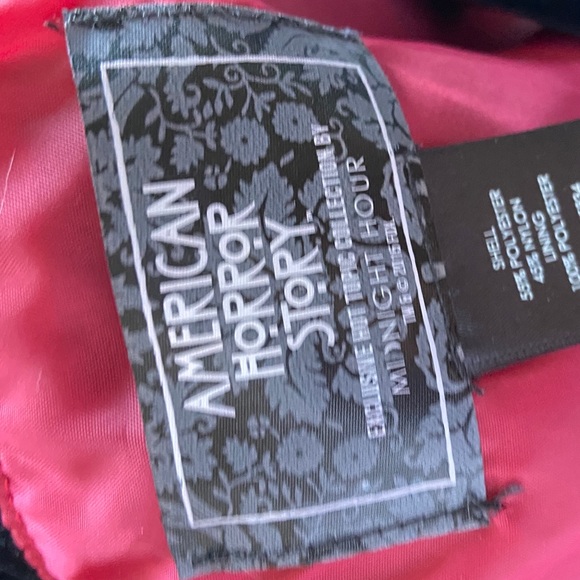 AMERICAN
HORROR
STORY
EXCLUSIVE HOT TOPIC COLLECTION BY
MIDNIGHT HOUR
SHELL
55% POLYESTER
45% NYLON
LINING
100% POLYESTER